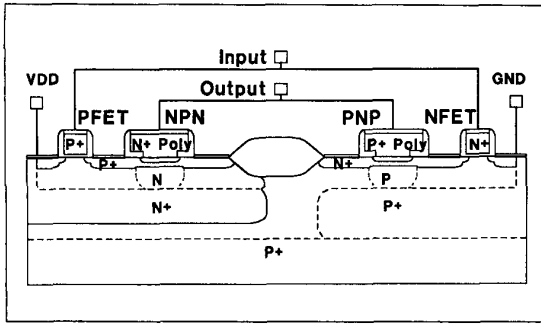 Input
VDD
Output
GND
PFET NPN PNP NFET
P+ N+ Poly P+ Poly N+
P+ N+
N P
N+ P+
P+